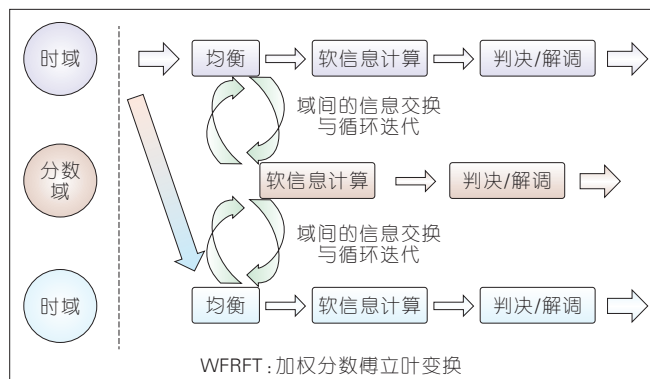 时域
均衡
软信息计算
判决/解调
域间的信息交换
与循环迭代
分数
域
软信息计算
判决/解调
域间的信息交换
与循环迭代
时域
均衡
软信息计算
判决/解调
WFRFT:加权分数傅立叶变换